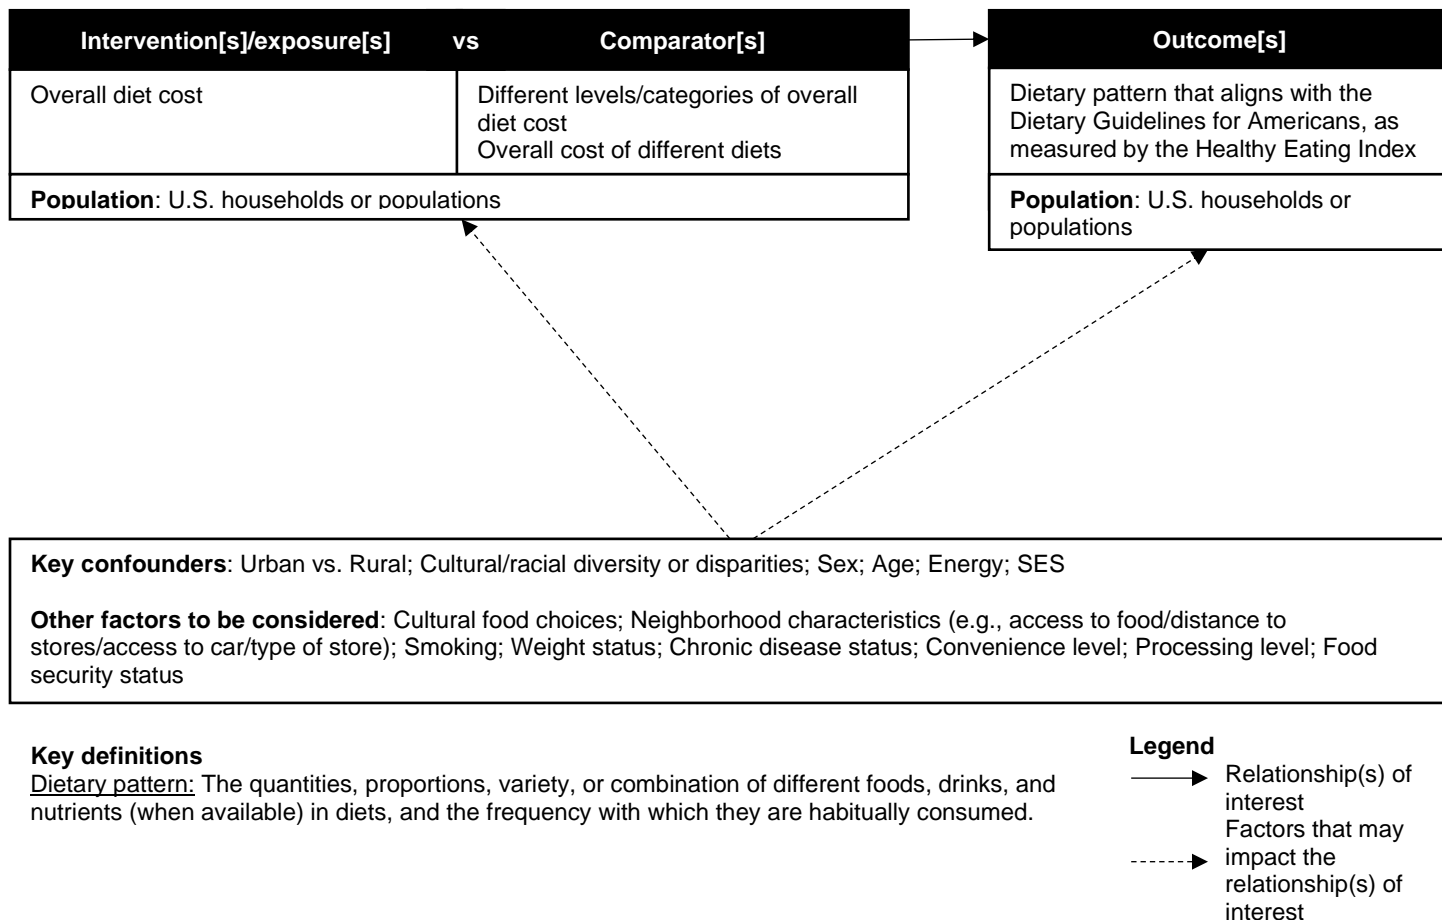 Intervention[s]/exposure[s] vs Comparator[s]
Outcome[s]
Overall diet cost
Different levels/categories of overall
diet cost
Overall cost of different diets
Dietary pattern that aligns with the
Dietary Guidelines for Americans, as
measured by the Healthy Eating Index
Population: U.S. households or populations
Population: U.S. households or
populations
Key confounders: Urban vs. Rural; Cultural/racial diversity or disparities; Sex; Age; Energy; SES
Other factors to be considered: Cultural food choices; Neighborhood characteristics (e.g., access to food/distance to
stores/access to car/type of store); Smoking; Weight status; Chronic disease status; Convenience level; Processing level; Food
security status
Key definitions
Dietary pattern: The quantities, proportions, variety, or combination of different foods, drinks, and
nutrients (when available) in diets, and the frequency with which they are habitually consumed.
Legend
Relationship(s) of
interest
Factors that may
impact the
relationship(s) of
interest